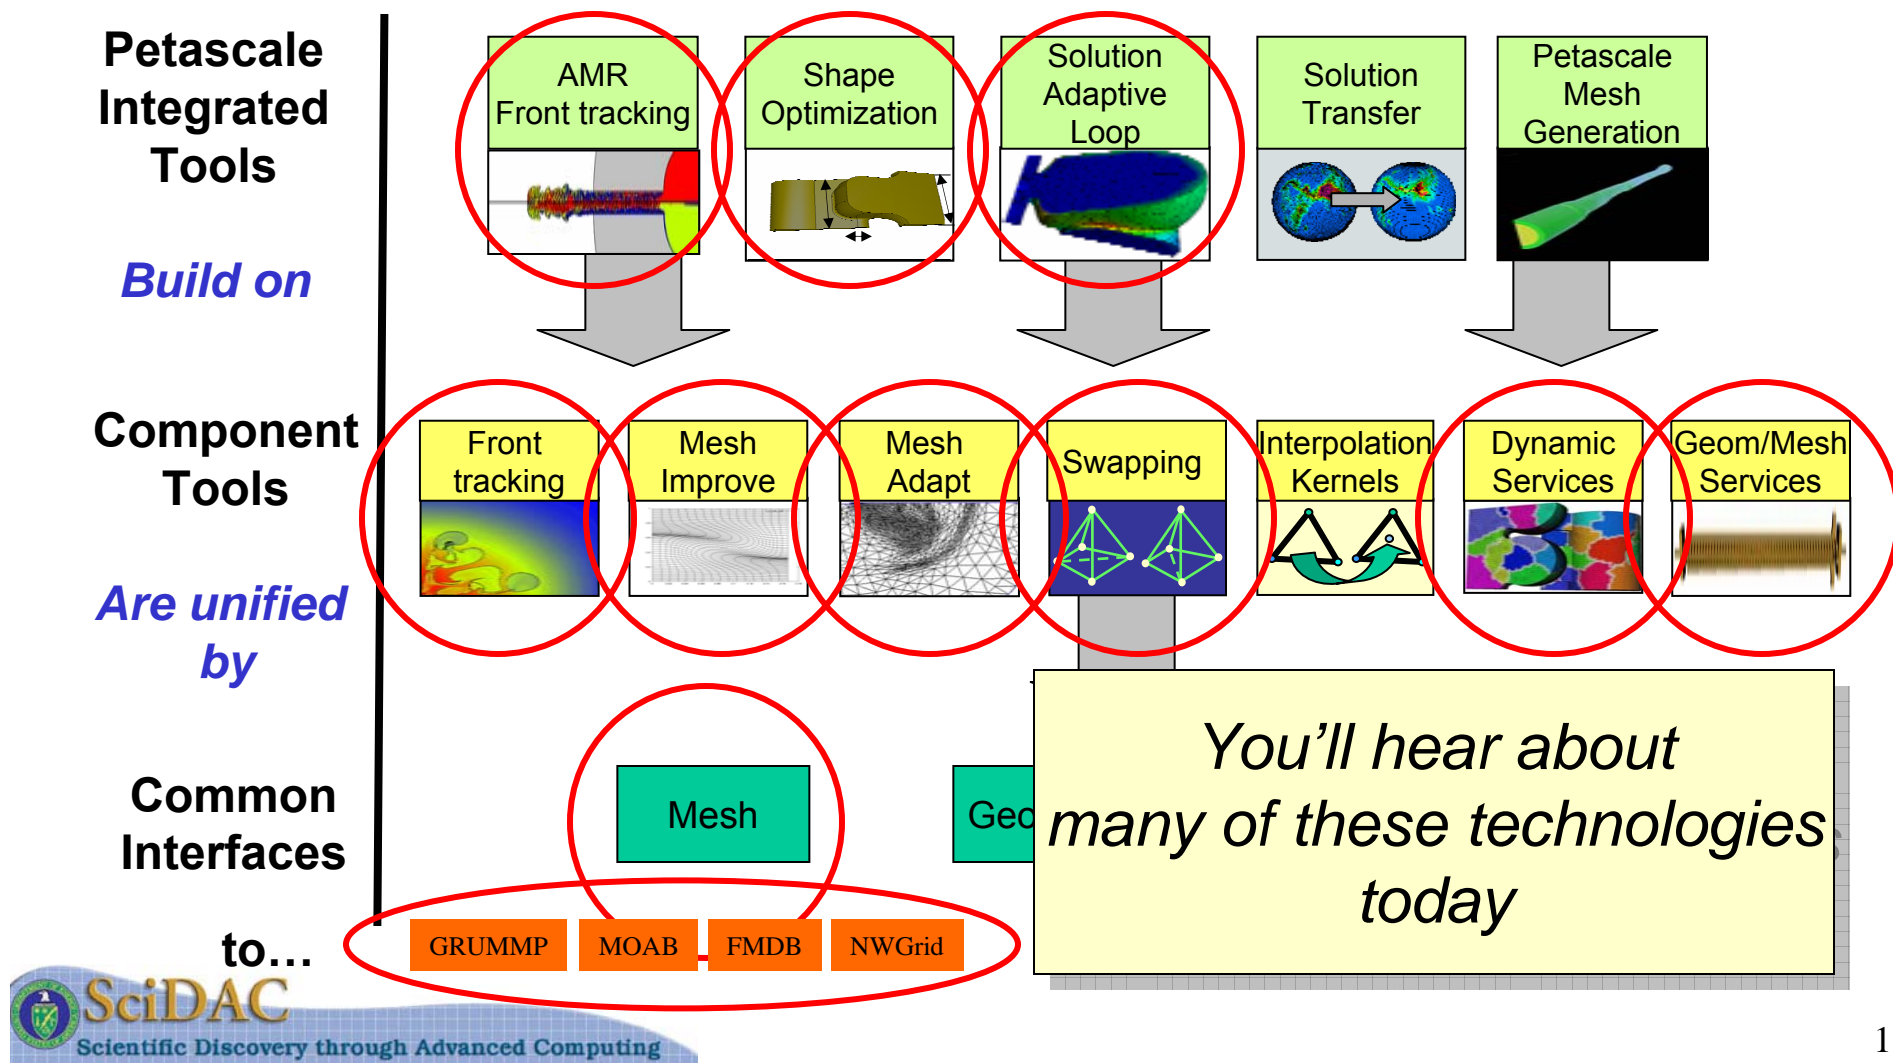 Petascale
Integrated
Tools
AMR
Front tracking
Shape
Optimization
Solution
Adaptive
Loop
Solution
Transfer
Petascale
Mesh
Generation
Build on
Component
Tools
Front
tracking
Mesh
Improve
Mesh
Adapt
Swapping
Interpolation
Kernels
Dynamic
Services
Geom/Mesh
Services
Are unified
by
Common
Interfaces
Mesh
Geo
You’ll hear about
many of these technologies
today
to…
GRUMMP
MOAB
FMDB
NWGrid
SciDAC
Scientific Discovery through Advanced Computing
1